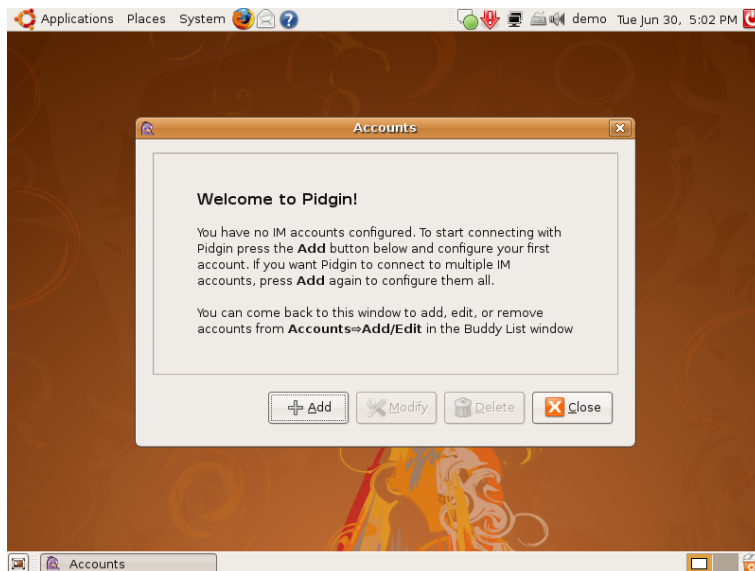 Applications Places System demo Tue Jun 30, 5:02 PM
Accounts
Welcome to Pidgin!
You have no IM accounts configured. To start connecting with
Pidgin press the Add button below and configure your first
account. If you want Pidgin to connect to multiple IM
accounts, press Add again to configure them all.
You can come back to this window to add, edit, or remove
accounts from Accounts⇨Add/Edit in the Buddy List window
Add Modify Delete Close
Accounts